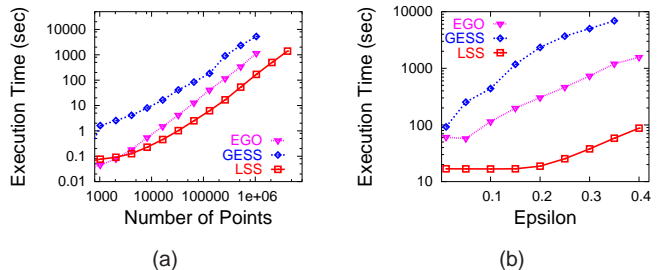 Execution Time (sec)
10000
1000
100
10
1
0.1
0.01
EGO
GESS
LSS
1000
10000
100000
1e+06
Number of Points
(a)
Execution Time (sec)
10000
1000
100
10
EGO
GESS
LSS
0.1
0.2
0.3
0.4
Epsilon
(b)